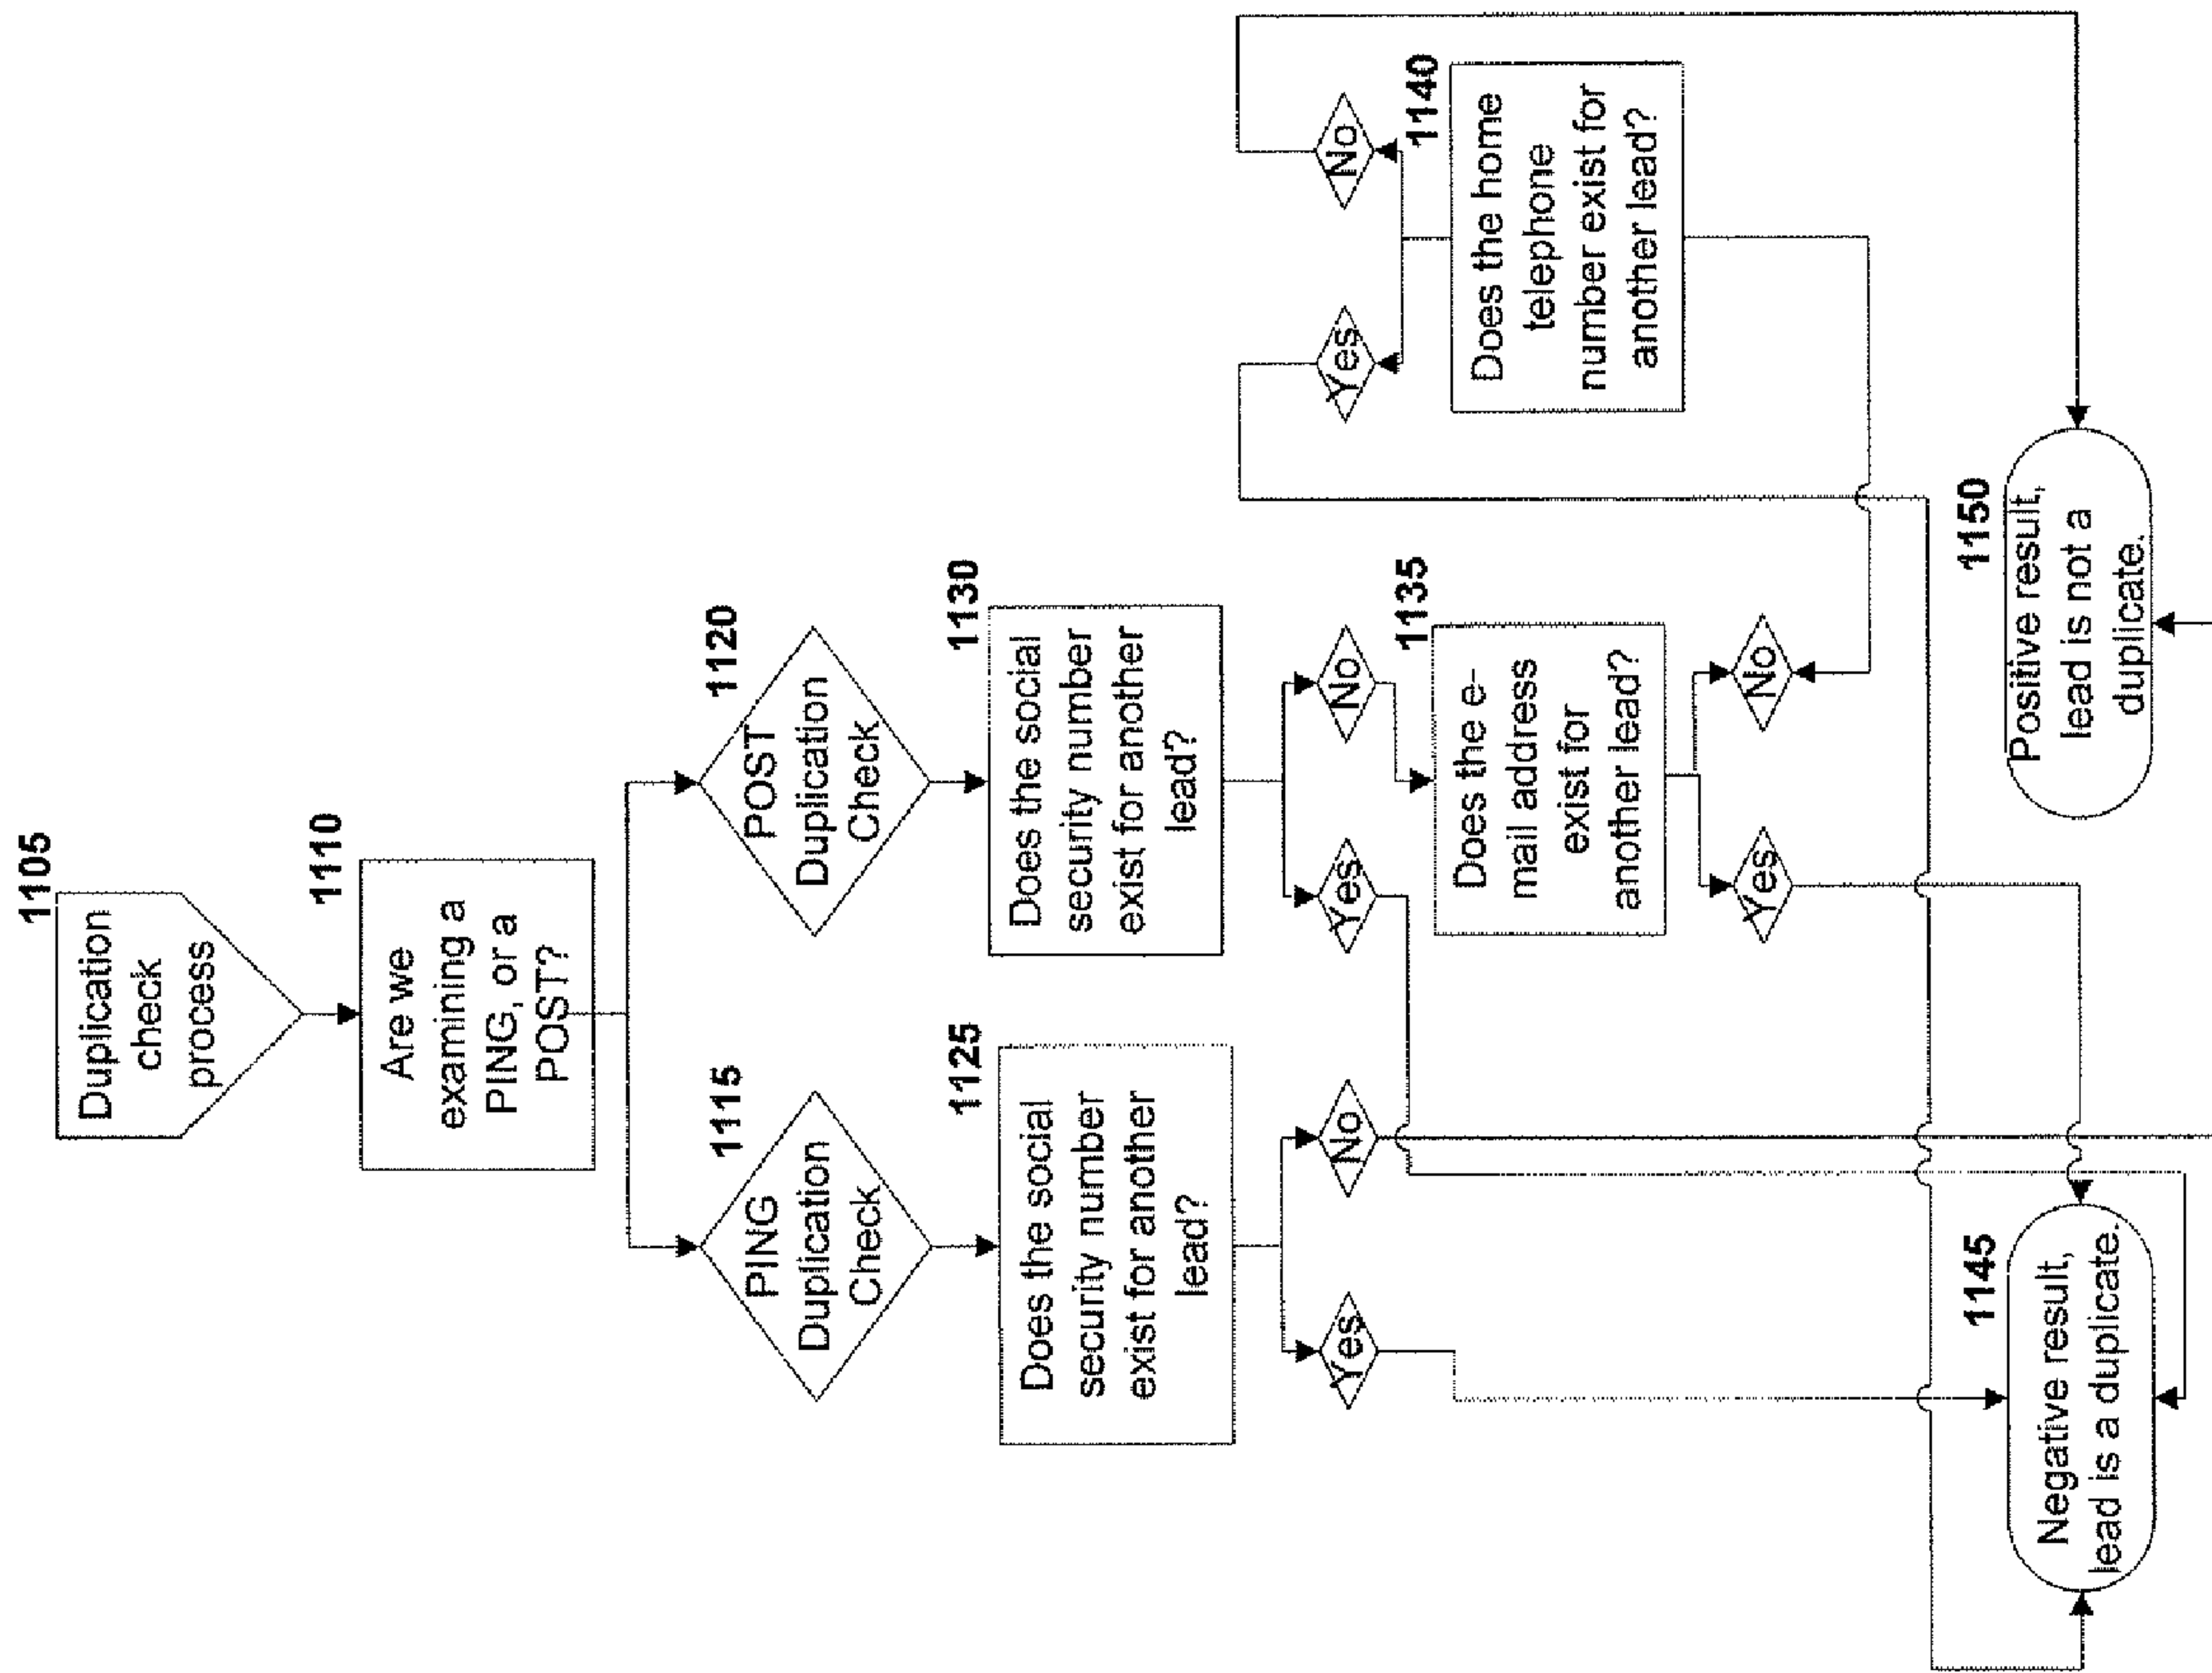 1105
Duplication
check
process
1110
Are we
examining a
PING, or a
POST?
1115
PING
Duplication
Check
1120
POST
Duplication
Check
1125
Does the social
security number
exist for another
lead?
1130
Does the social
security number
exist for another
lead?
Yes
No
Yes
No
1135
Does the e-
mail address
exist for
another lead?
Yes
No
Yes
No
1140
Does the home
telephone
number exist for
another lead?
1145
Negative result,
lead is a duplicate.
1150
Positive result,
lead is not a
duplicate.